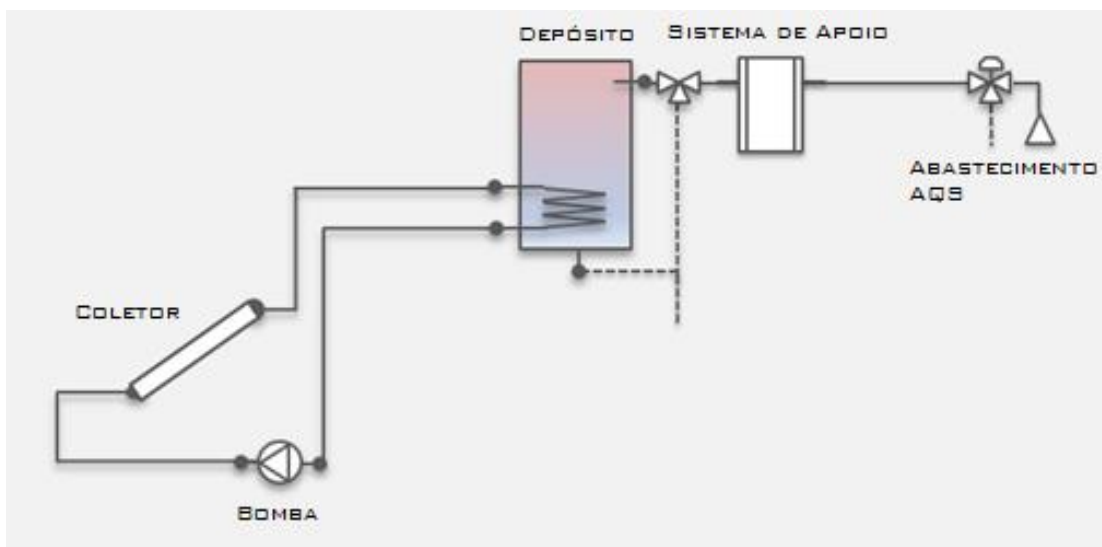 DEPÓSITO
SISTEMA DE APOIO
ABASTECIMENTO
AQS
COLETOR
BOMBA